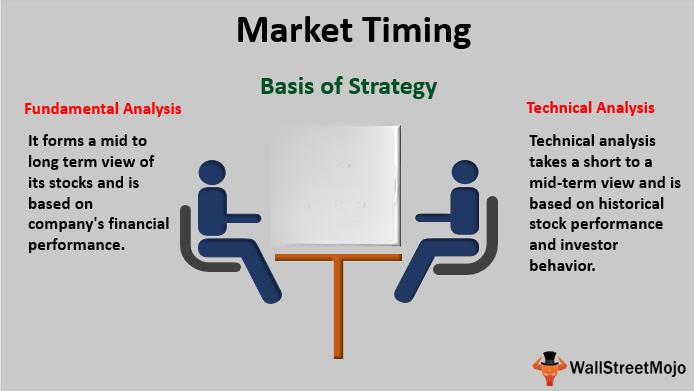 Market Timing
Basis of Strategy
Fundamental Analysis
It forms a mid to
long term view of
its stocks and is
based on
company's financial
performance.
Technical Analysis
Technical analysis
takes a short to a
mid-term view and is
based on historical
stock performance
and investor
behavior.
WallStreetMojo